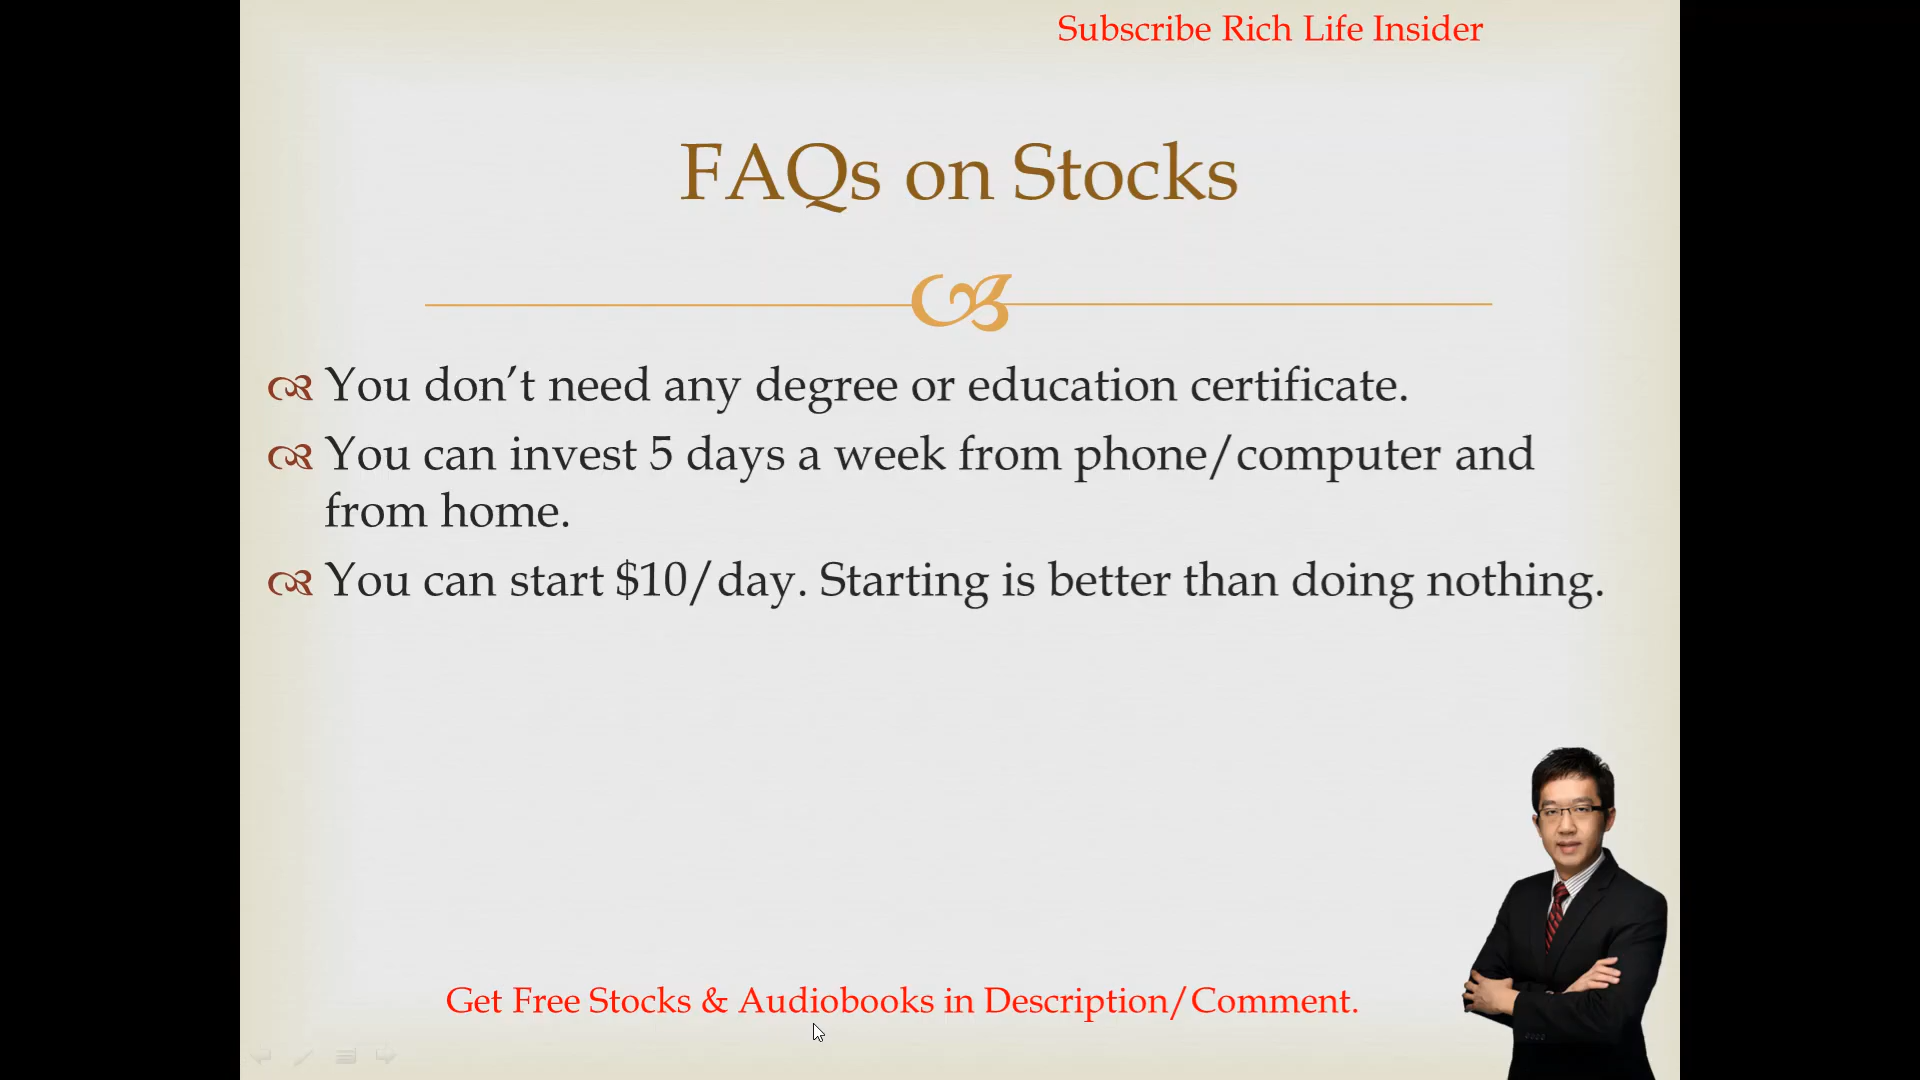 Subscribe Rich Life Insider
FAQs on Stocks
You don’t need any degree or education certificate.
You can invest 5 days a week from phone/computer and
from home.
You can start $10/day. Starting is better than doing nothing.
Get Free Stocks & Audiobooks in Description/Comment.